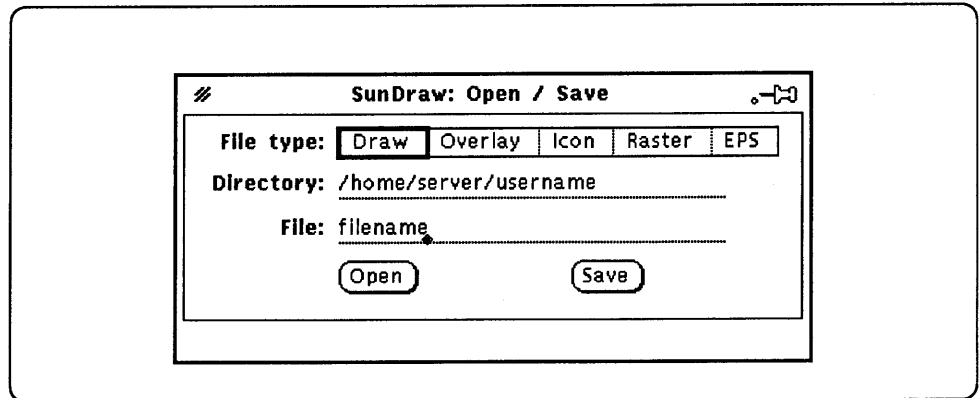 SunDraw: Open / Save
File type: Draw Overlay Icon Raster EPS
Directory: /home/server/username
File: filename
Open Save